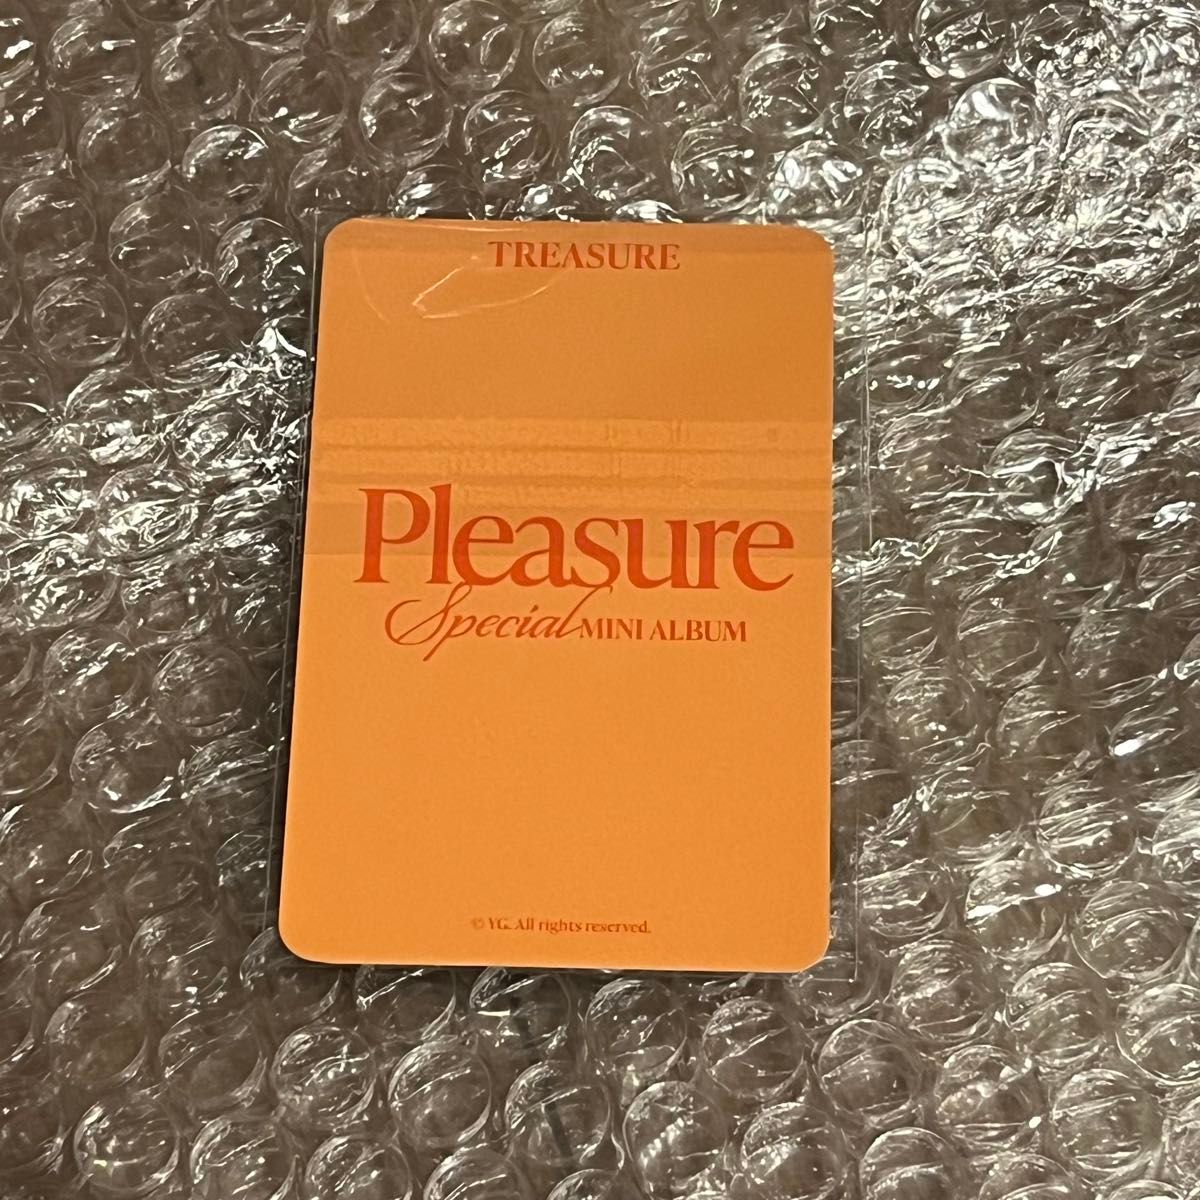 TREASURE
Pleasure
Special MINI ALBUM
© YG. All rights reserved.